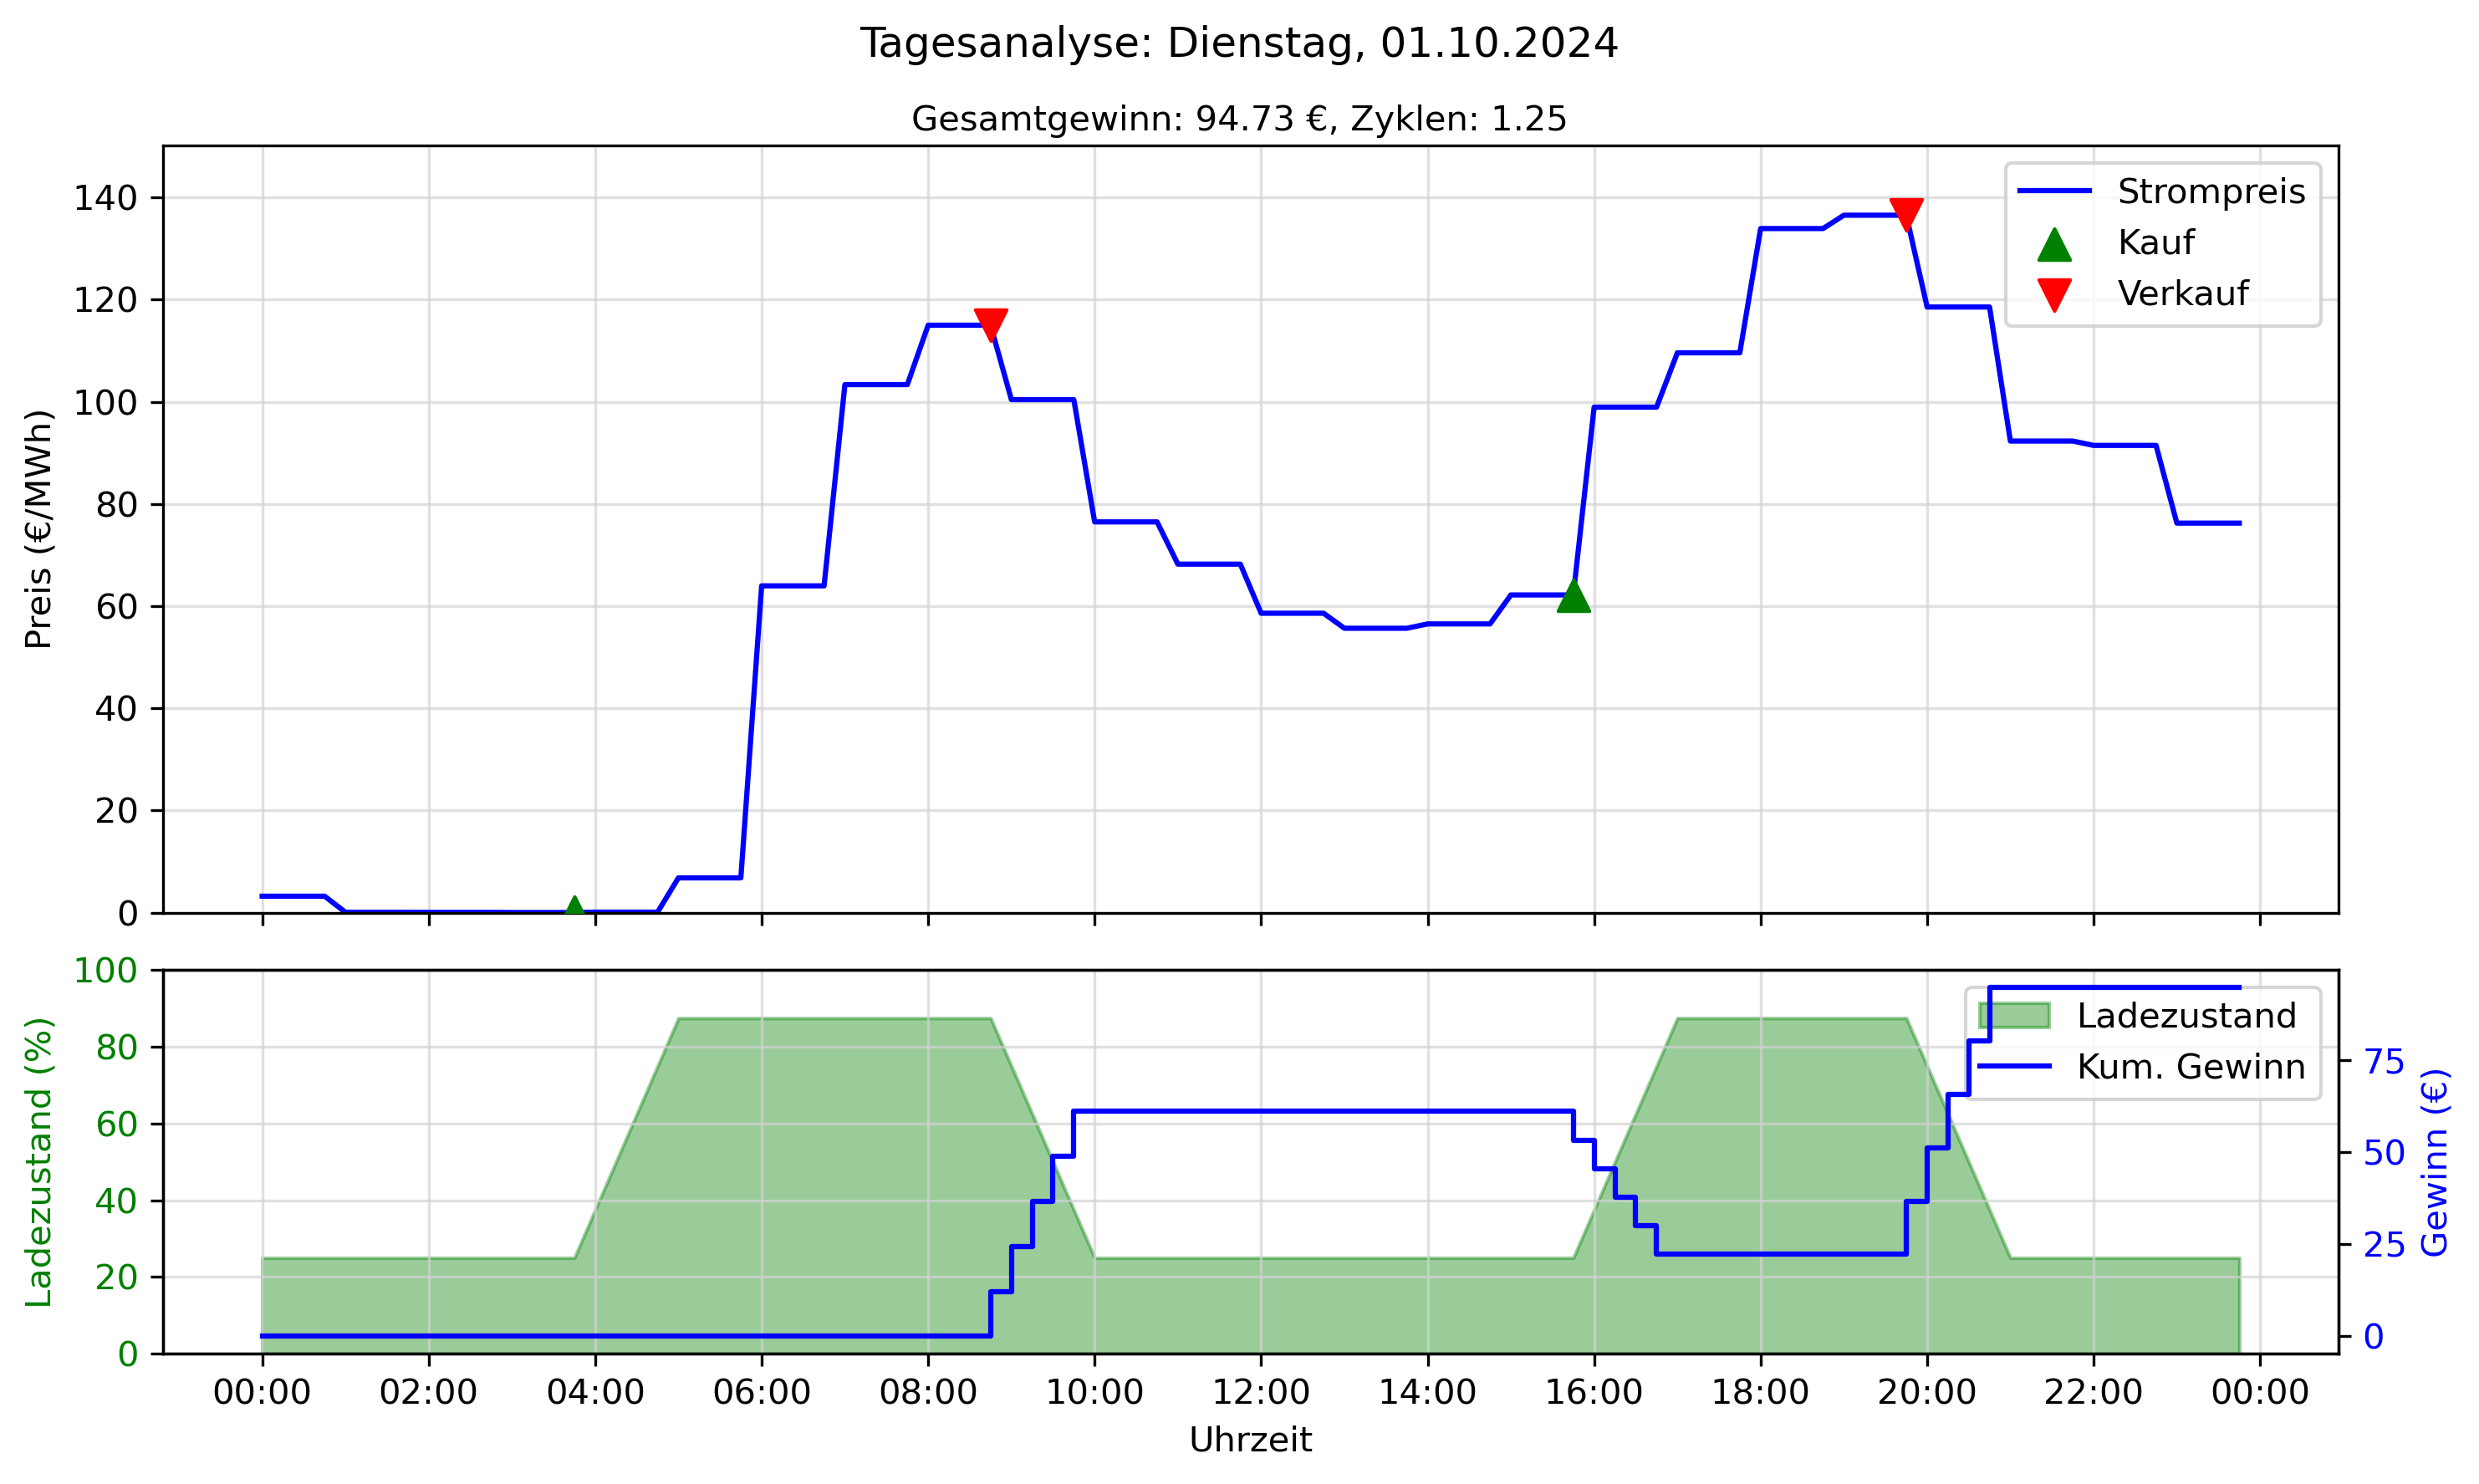 Tagesanalyse: Dienstag, 01.10.2024
Gesamtgewinn: 94.73 €, Zyklen: 1.25
Preis (€/MWh)
140
120
100
80
60
40
20
0
Strompreis
Kauf
Verkauf
Ladezustand (%)
100
80
60
40
20
0
Ladezustand
Kum. Gewinn
75
50
25
0
Gewinn (€)
00:00 02:00 04:00 06:00 08:00 10:00 12:00 14:00 16:00 18:00 20:00 22:00 00:00
Uhrzeit